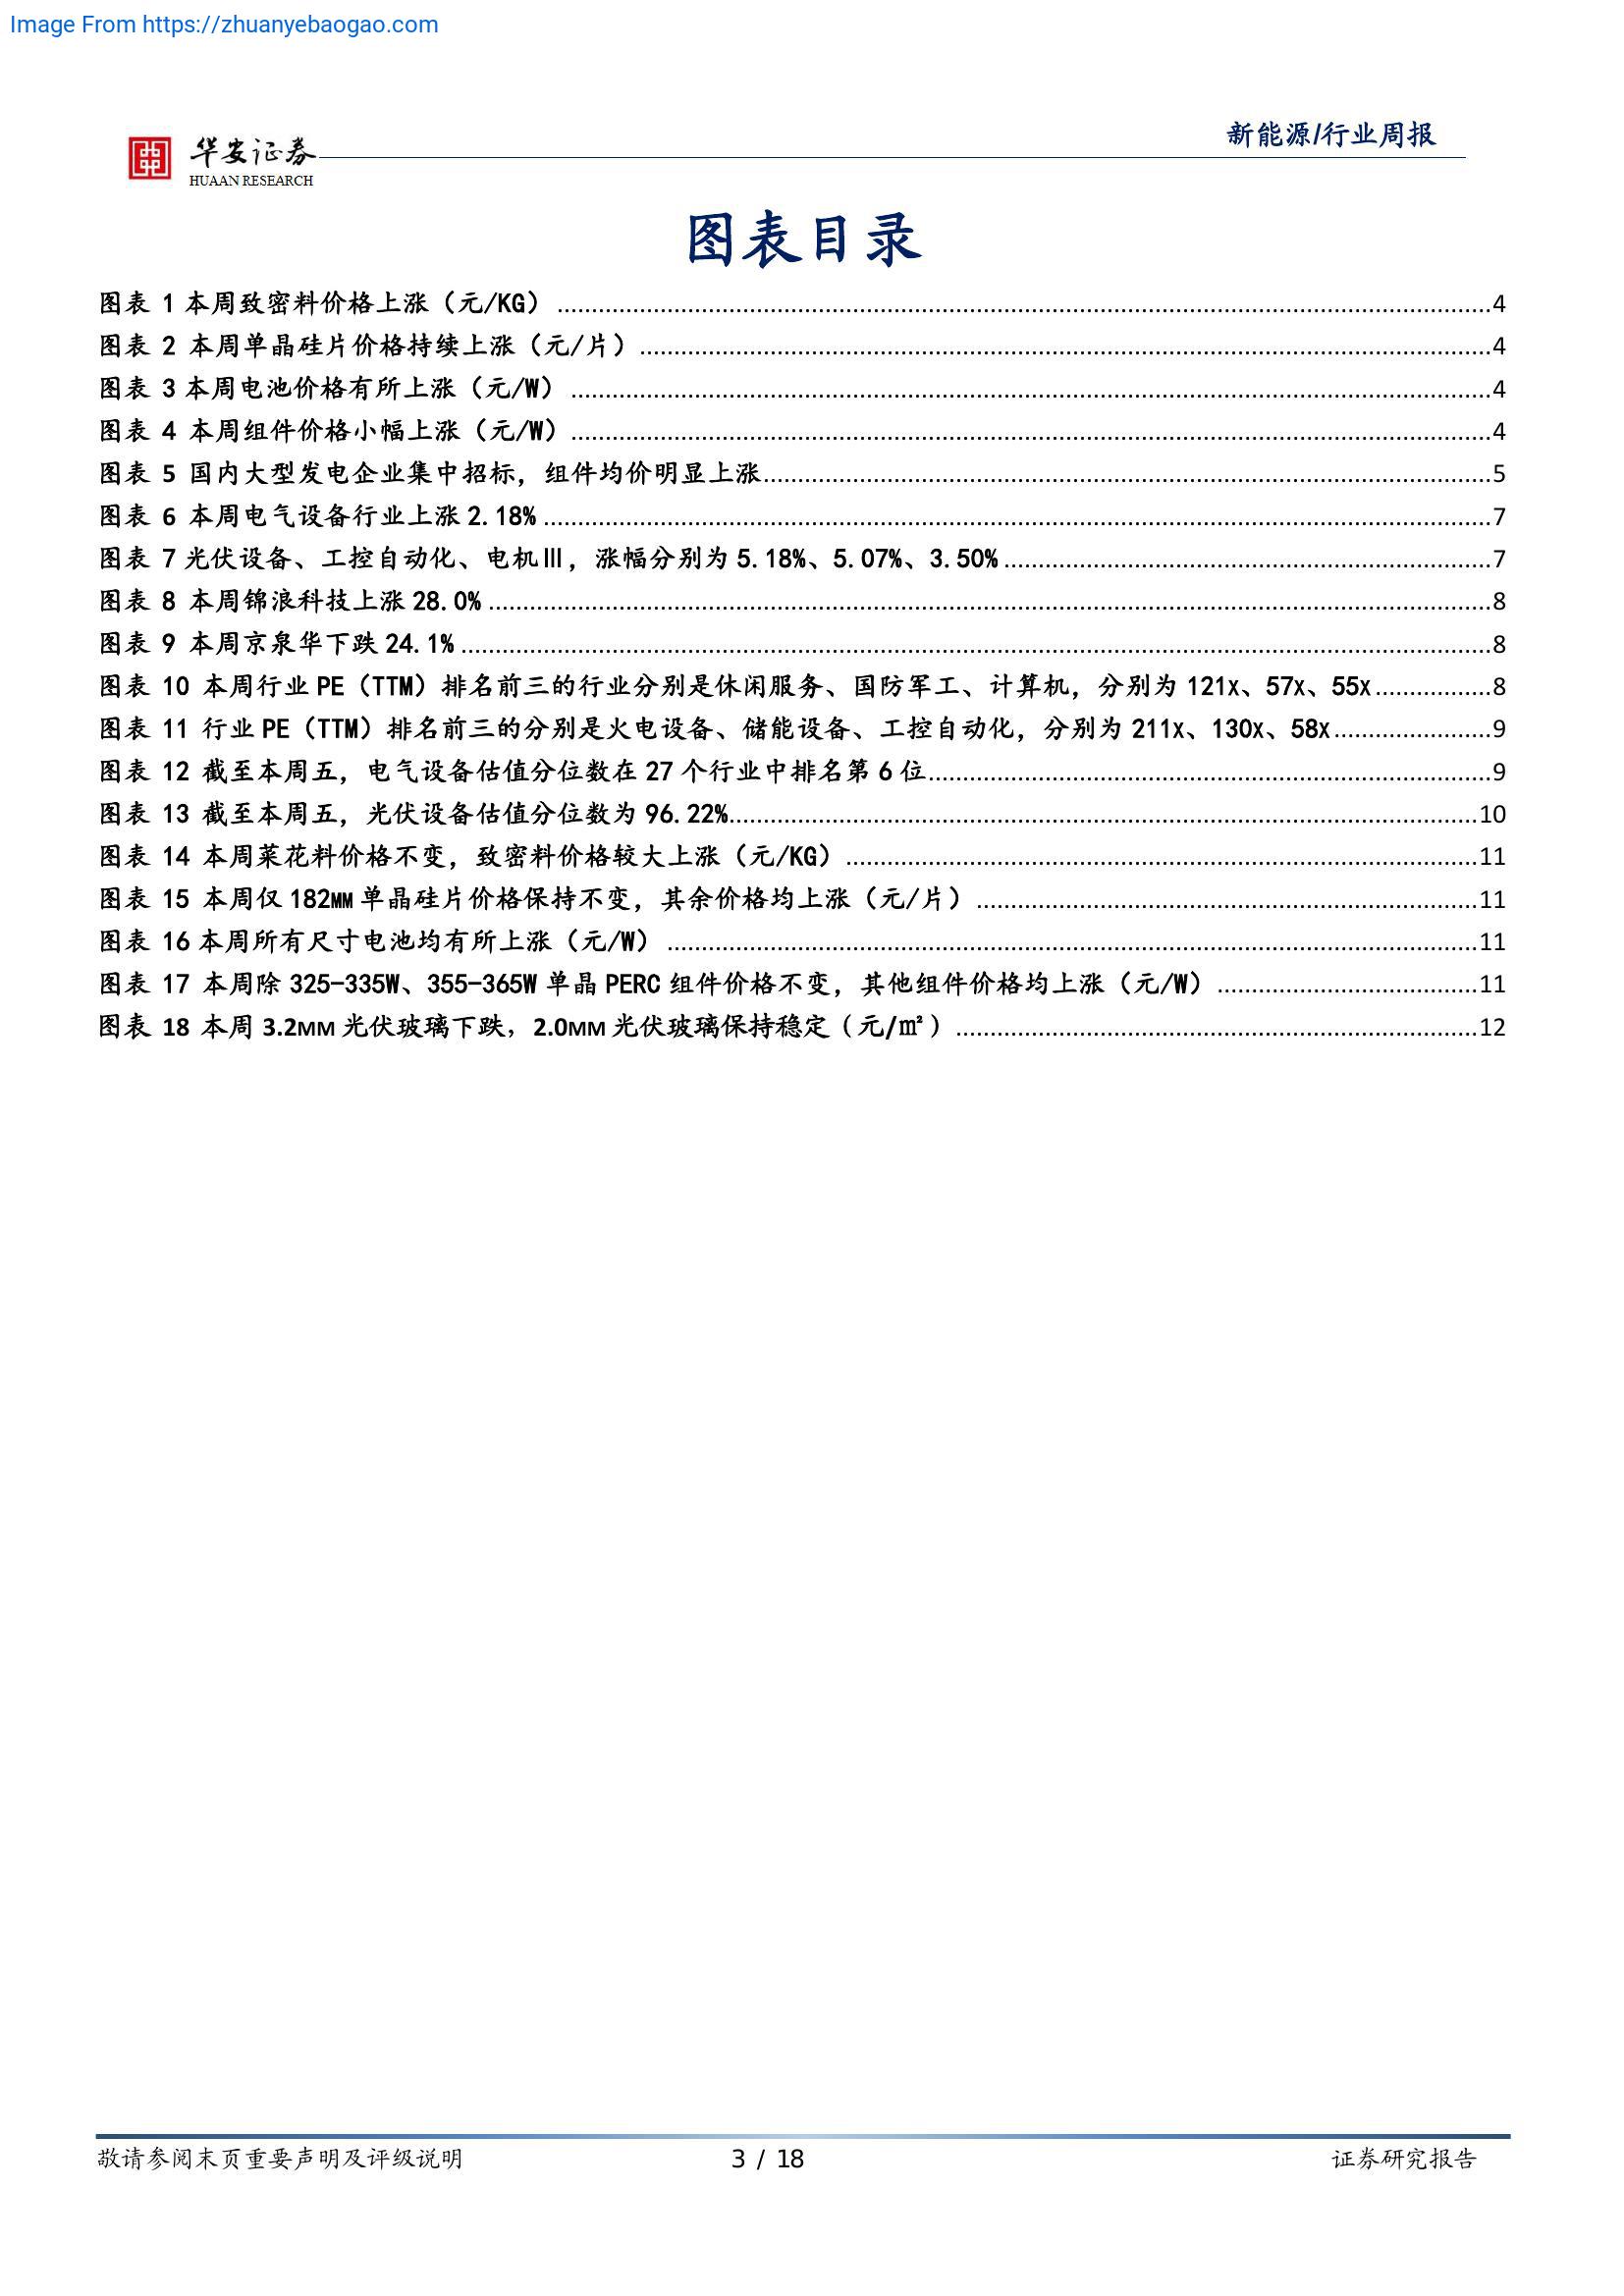 Image From https://zhuanyebaogao.com
华安证券
HUAAN RESEARCH
新能源/行业周报
图表目录
图表 1 本周致密料价格上涨（元/KG） 4
图表 2 本周单晶硅片价格持续上涨（元/片） 4
图表 3 本周电池价格有所上涨（元/W） 4
图表 4 本周组件价格小幅上涨（元/W） 4
图表 5 国内大型发电企业集中招标，组件均价明显上涨 5
图表 6 本周电气设备行业上涨 2.18% 7
图表 7 光伏设备、工控自动化、电机Ⅲ，涨幅分别为 5.18%、5.07%、3.50% 7
图表 8 本周锦浪科技上涨 28.0% 8
图表 9 本周京泉华下跌 24.1% 8
图表 10 本周行业 PE（TTM）排名前三的行业分别是休闲服务、国防军工、计算机，分别为 121X、57X、55X 8
图表 11 行业 PE（TTM）排名前三的分别是火电设备、储能设备、工控自动化，分别为 211X、130X、58X 9
图表 12 截至本周五，电气设备估值分位数在 27 个行业中排名第 6 位 9
图表 13 截至本周五，光伏设备估值分位数为 96.22% 10
图表 14 本周菜花料价格不变，致密料价格较大上涨（元/KG） 11
图表 15 本周仅 182MM 单晶硅片价格保持不变，其余价格均上涨（元/片） 11
图表 16 本周所有尺寸电池均有所上涨（元/W） 11
图表 17 本周除 325-335W、355-365W 单晶 PERC 组件价格不变，其他组件价格均上涨（元/W） 11
图表 18 本周 3.2MM 光伏玻璃下跌，2.0MM 光伏玻璃保持稳定（元/㎡） 12
敬请参阅末页重要声明及评级说明 3 / 18 证券研究报告